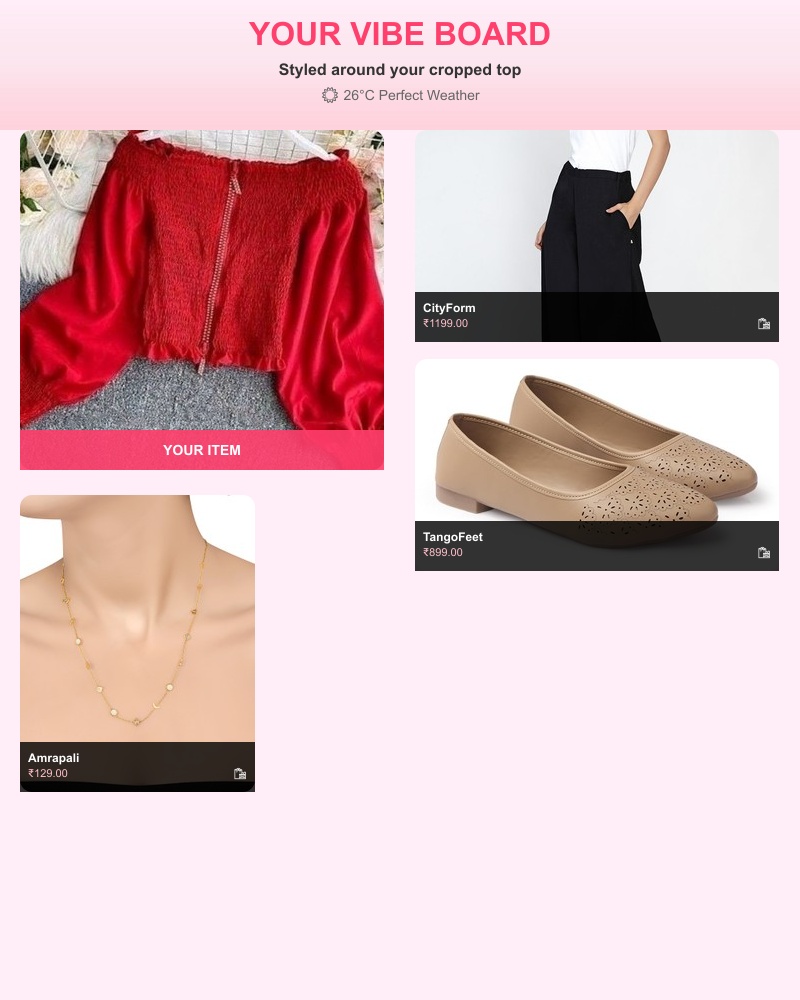 YOUR VIBE BOARD
Styled around your cropped top
26°C Perfect Weather
YOUR ITEM
CityForm
₹1199.00
TangoFeet
₹899.00
Amrapali
₹129.00